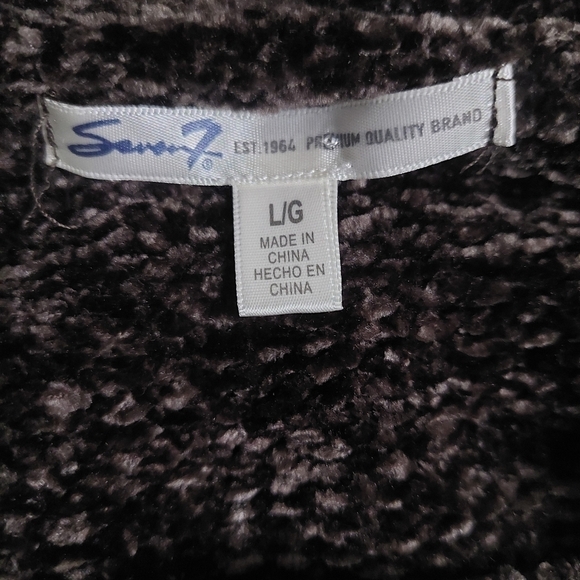 Seven7® EST.1964 PREMIUM QUALITY BRAND
L/G
MADE IN
CHINA
HECHO EN
CHINA